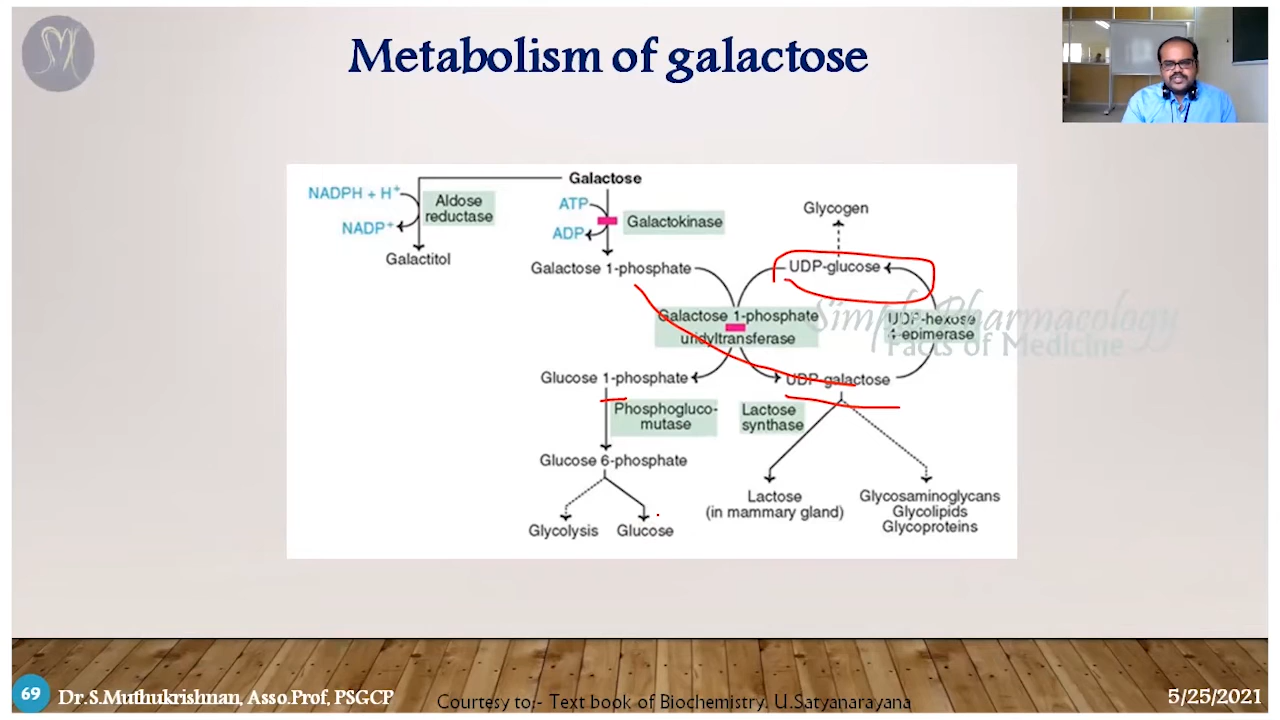 Metabolism of galactose
Galactose
NADPH + H+
Aldose
reductase
NADP+
Galactitol
ATP
ADP
Galactokinase
Glycogen
Galactose 1-phosphate
UDP-glucose
Galactose 1-phosphate
uridyltransferase
UDP-hexose
4-epimerase
Simply Pharmacology
Facts of Medicine
Glucose 1-phosphate
UDP-galactose
Phosphogluco-
mutase
Lactose
synthase
Glucose 6-phosphate
Glycolysis
Glucose
Lactose
(in mammary gland)
Glycosaminoglycans
Glycolipids
Glycoproteins
69
Dr.S.Muthukrishnan, Asso.Prof, PSGCP
Courtesy to:- Text book of Biochemistry. U.Satyanarayana
5/25/2021